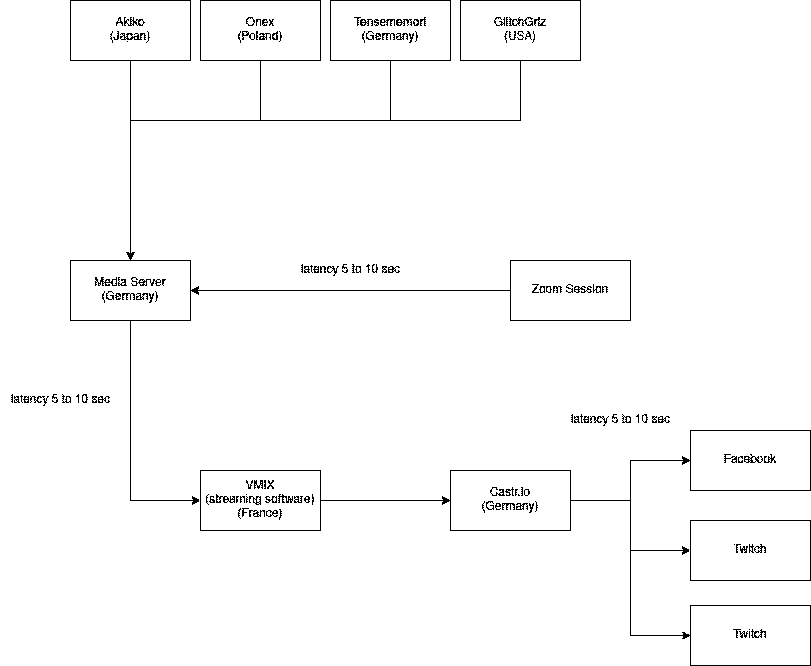 Akiko
(Japan)
Onex
(Poland)
Tensememori
(Germany)
GlitchGrlz
(USA)
latency 5 to 10 sec
Media Server
(Germany)
Zoom Session
latency 5 to 10 sec
latency 5 to 10 sec
Facebook
VMIX
(streaming software)
(France)
Castr.io
(Germany)
Twitch
Twitch